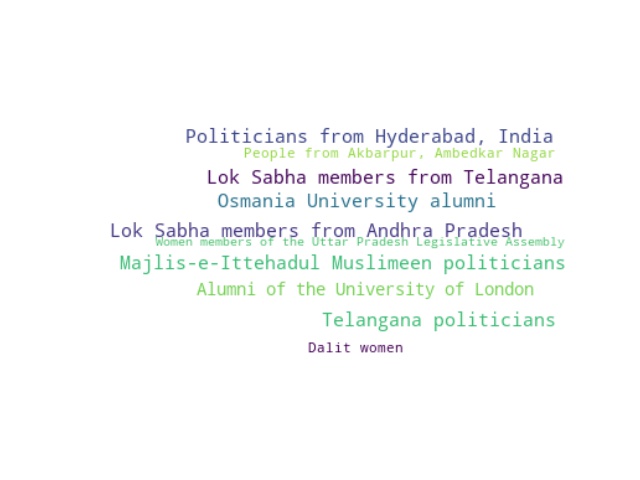 Politicians from Hyderabad, India
People from Akbarpur, Ambedkar Nagar
Lok Sabha members from Telangana
Osmania University alumni
Lok Sabha members from Andhra Pradesh
Women members of the Uttar Pradesh Legislative Assembly
Majlis-e-Ittehadul Muslimeen politicians
Alumni of the University of London
Telangana politicians
Dalit women